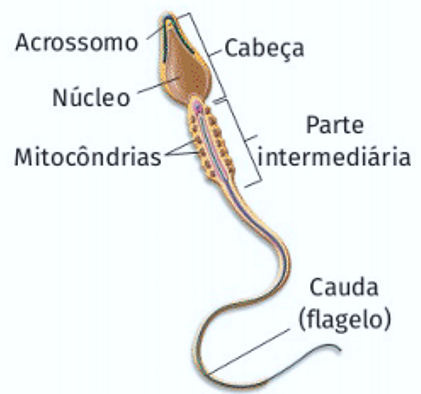 Acrossomo
Cabeça
Núcleo
Parte
intermediária
Mitocôndrias
Cauda
(flagelo)